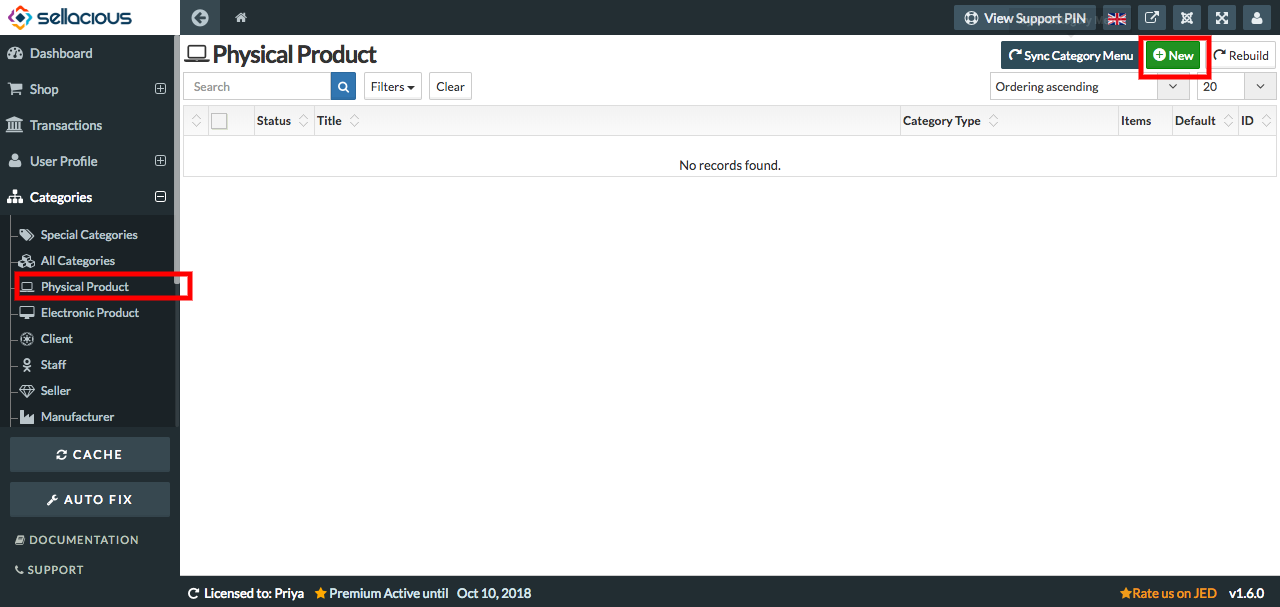 sellacious
View Support PIN
Dashboard
Shop
Transactions
User Profile
Categories
Special Categories
All Categories
Physical Product
Electronic Product
Client
Staff
Seller
Manufacturer
CACHE
AUTO FIX
DOCUMENTATION
SUPPORT
Physical Product
Sync Category Menu New Rebuild
Search Filters Clear Ordering ascending 20
Status Title Category Type Items Default ID
No records found.
Licensed to: Priya Premium Active until Oct 10, 2018 Rate us on JED v1.6.0